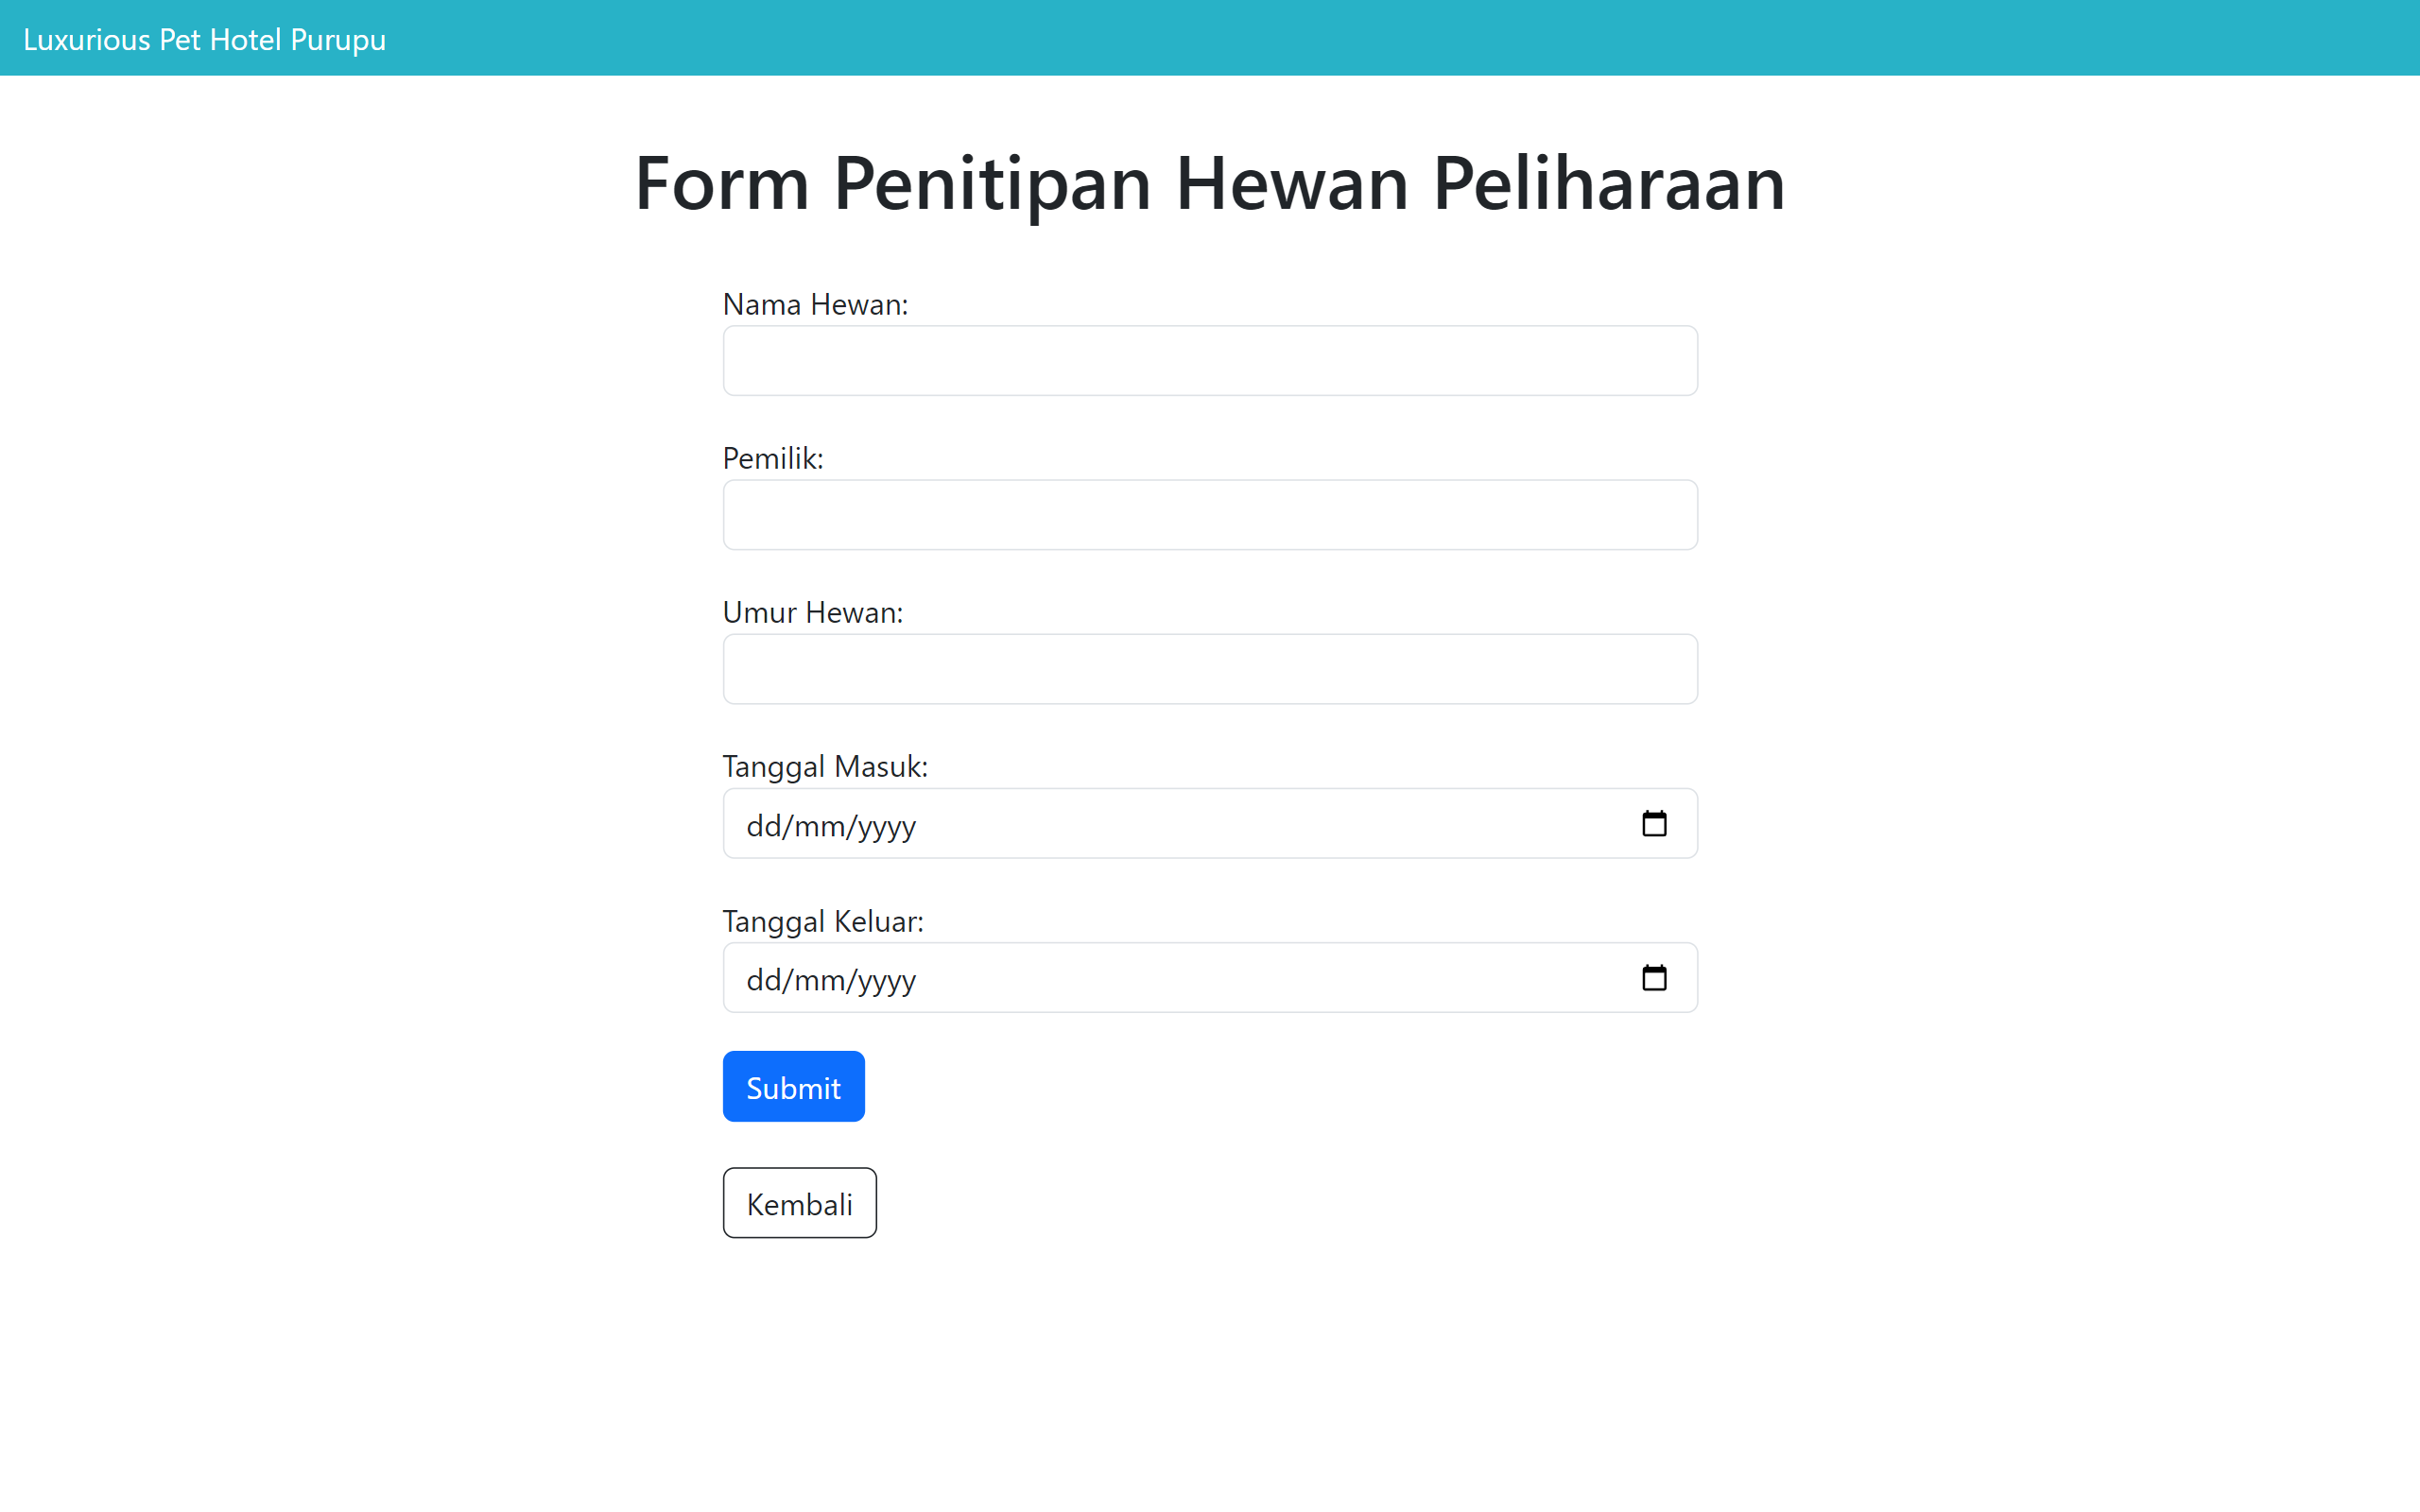 Luxurious Pet Hotel Purupu
Form Penitipan Hewan Peliharaan
Nama Hewan:
Pemilik:
Umur Hewan:
Tanggal Masuk:
dd/mm/yyyy
Tanggal Keluar:
dd/mm/yyyy
Submit
Kembali